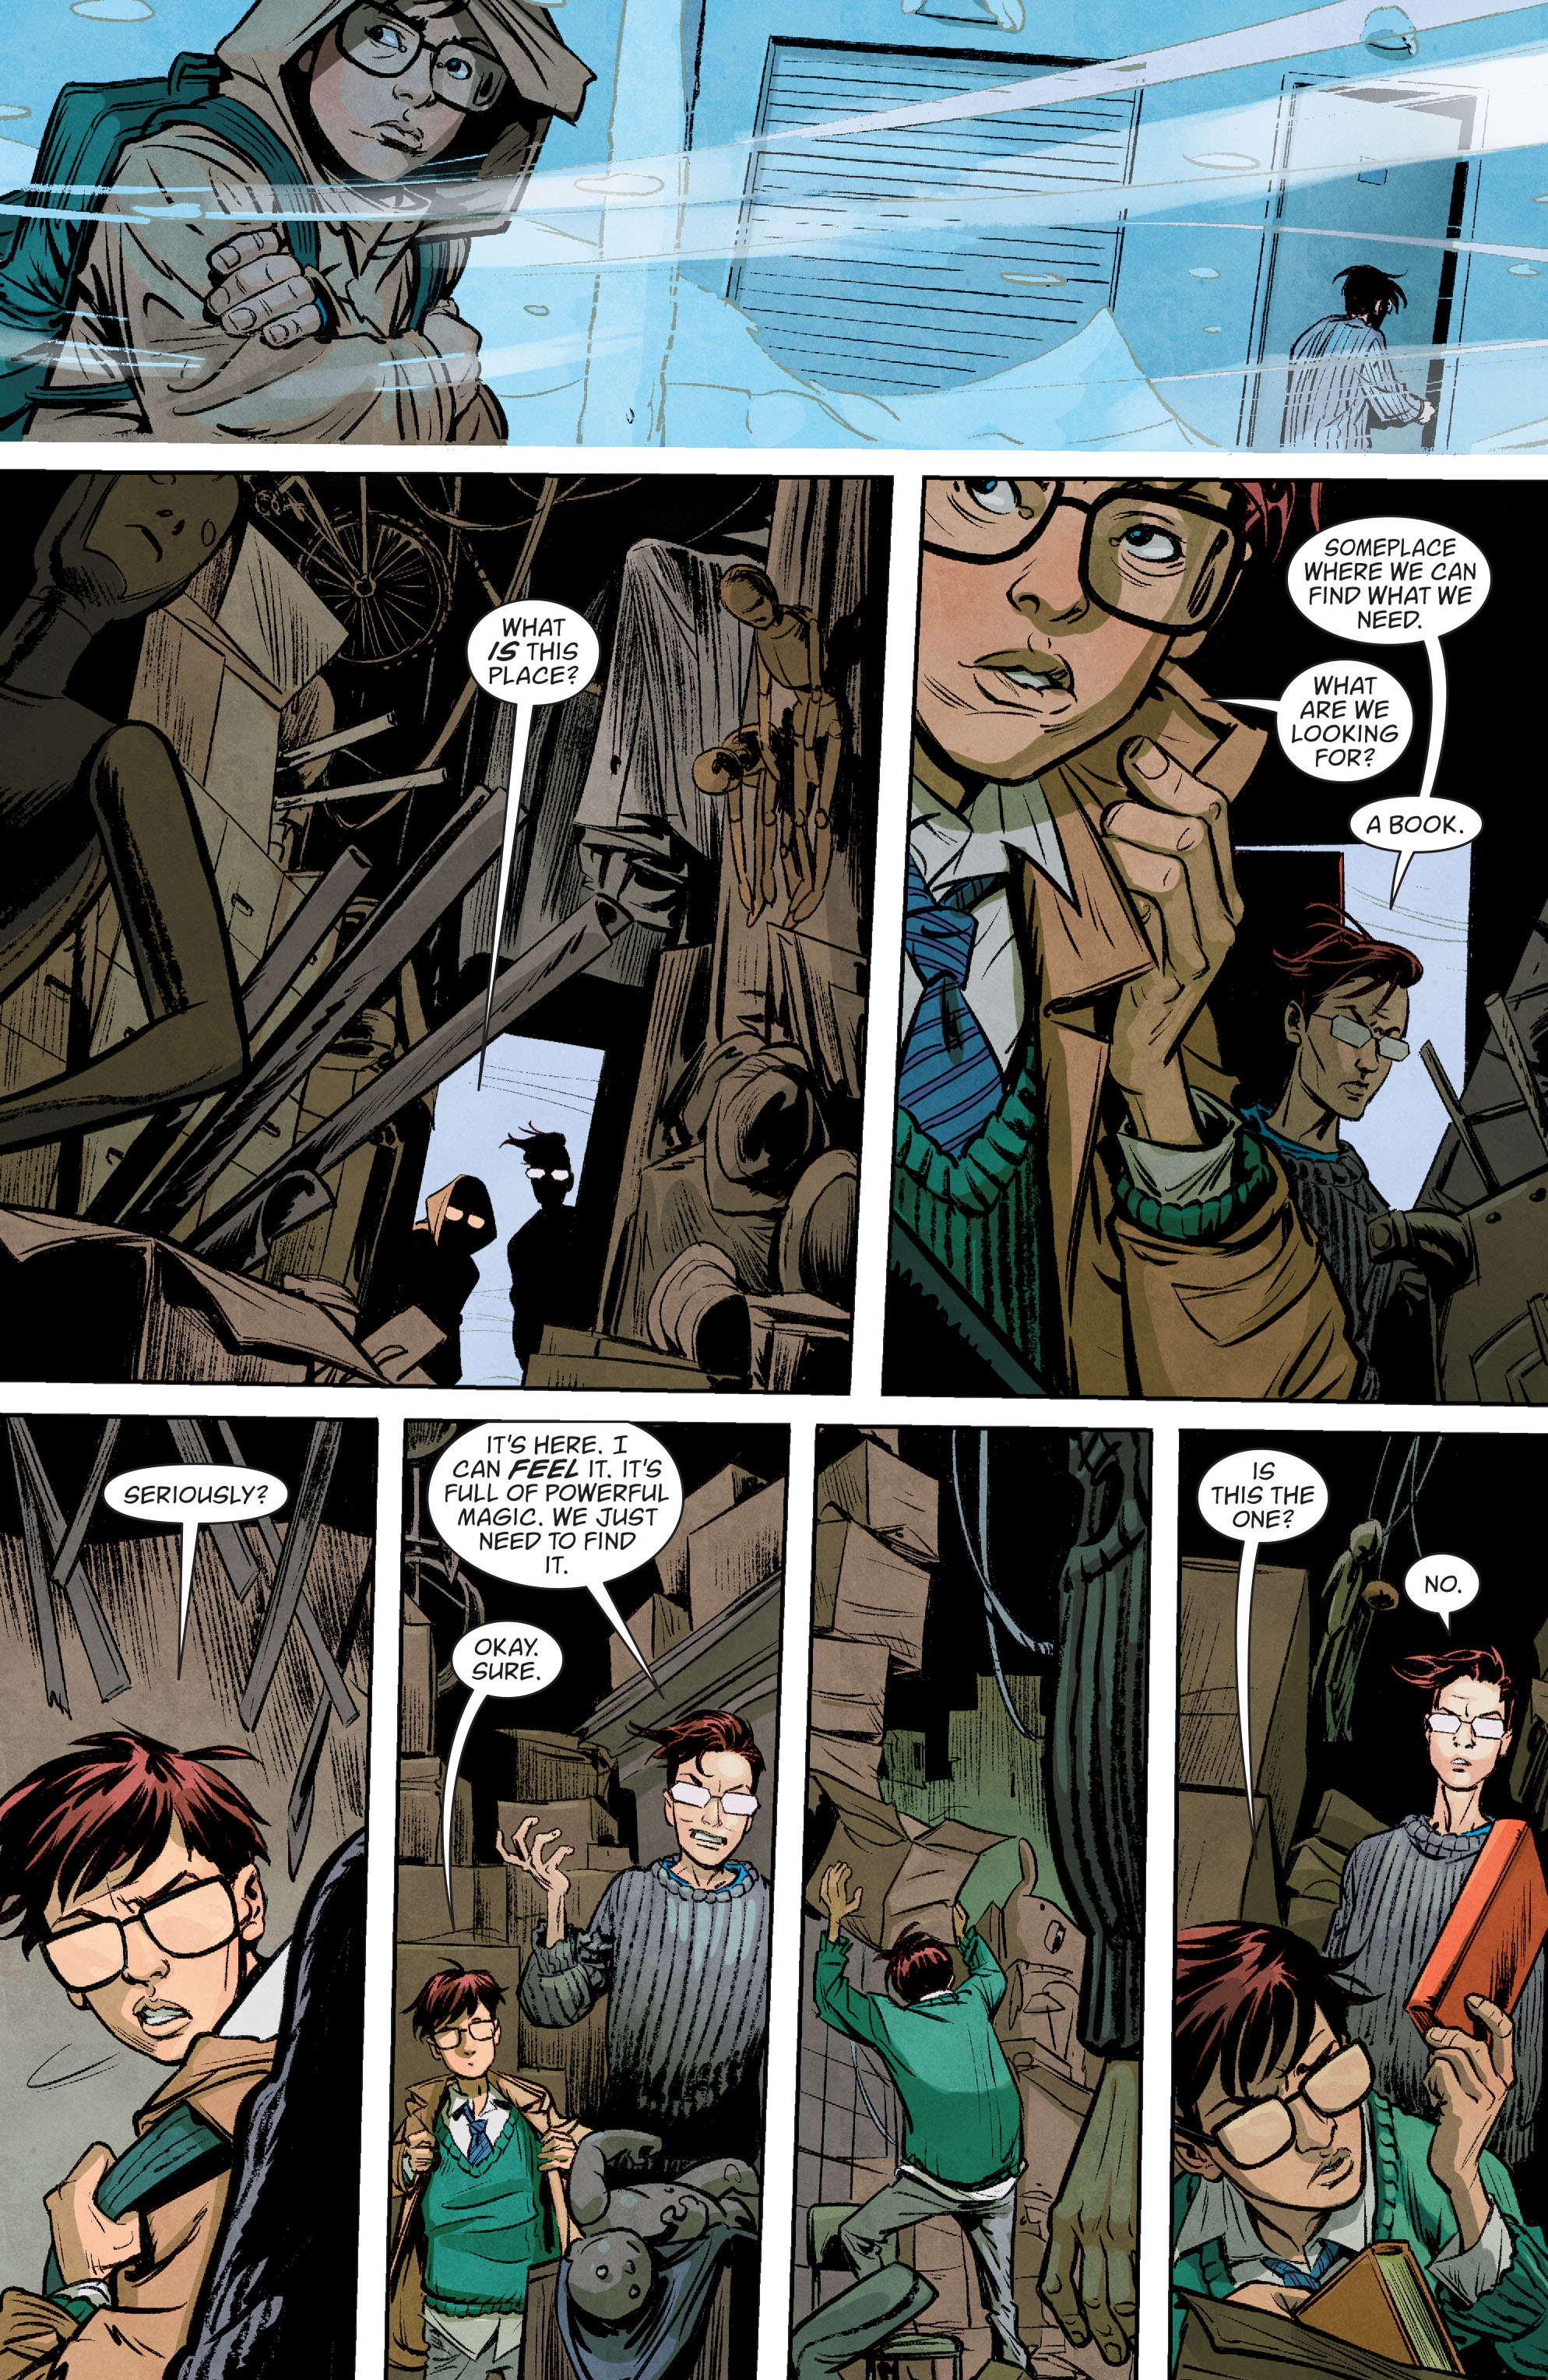 WHAT
IS THIS
PLACE?
SOMEPLACE
WHERE WE CAN
FIND WHAT WE
NEED.
WHAT
ARE WE
LOOKING
FOR?
A BOOK.
SERIOUSLY?
IT'S HERE. I
CAN FEEL IT. IT'S
FULL OF POWERFUL
MAGIC. WE JUST
NEED TO FIND
IT.
OKAY.
SURE.
IS
THIS THE
ONE?
NO.